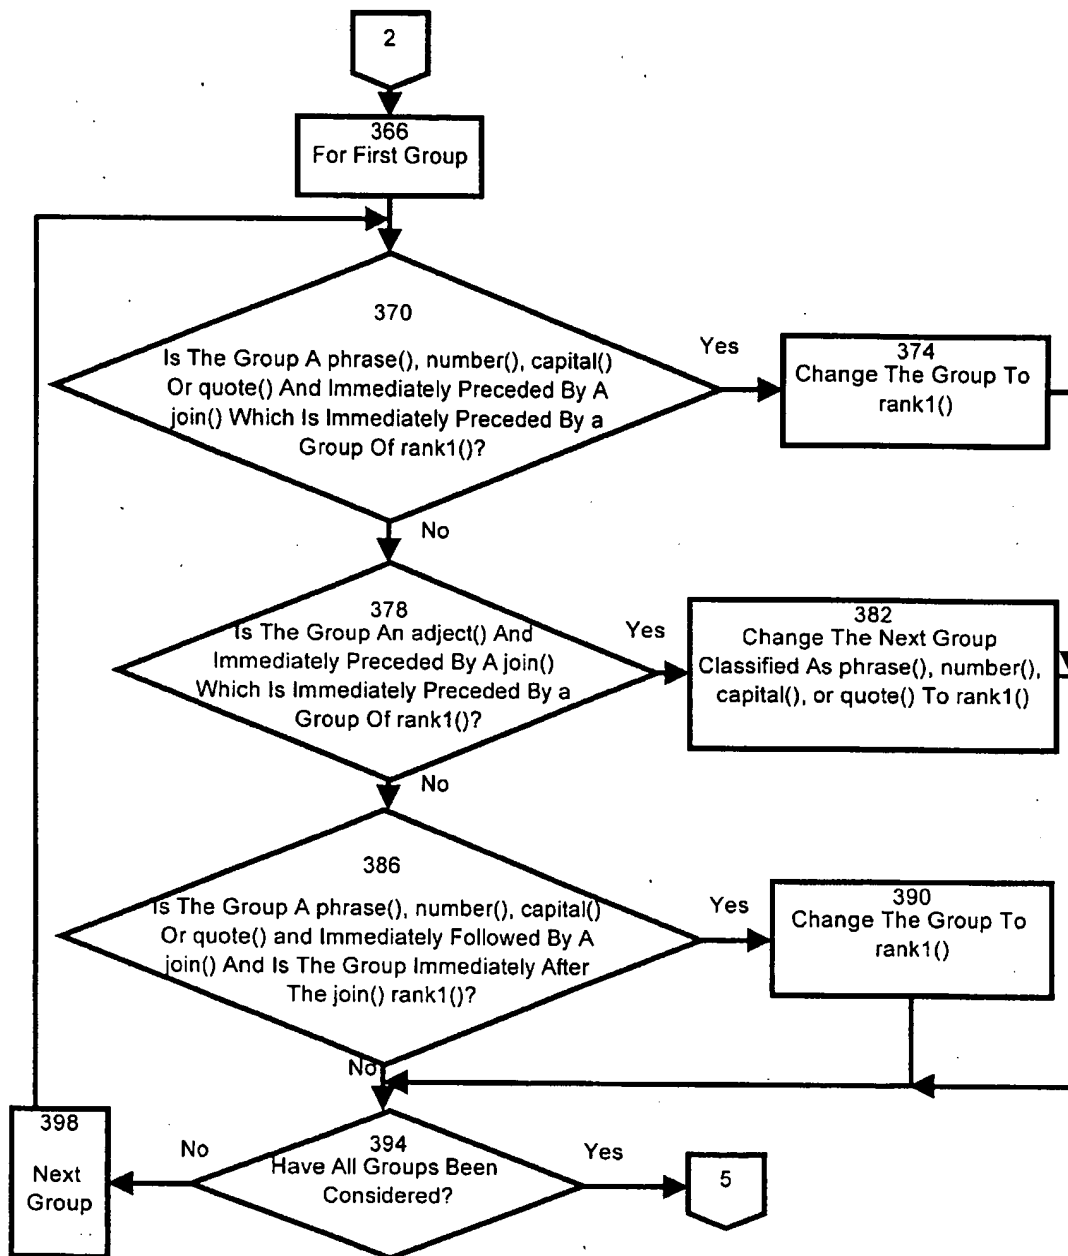 2
366
For First Group
370
Is The Group A phrase(), number(), capital()
Or quote() And Immediately Preceded By A
join() Which Is Immediately Preceded By a
Group Of rank1()?
Yes
374
Change The Group To
rank1()
No
378
Is The Group An adject() And
Immediately Preceded By A join()
Which Is Immediately Preceded By a
Group Of rank1()?
Yes
382
Change The Next Group
Classified As phrase(), number(),
capital(), or quote() To rank1()
No
386
Is The Group A phrase(), number(), capital()
Or quote() and Immediately Followed By A
join() And Is The Group Immediately After
The join() rank1()?
Yes
390
Change The Group To
rank1()
No
394
Have All Groups Been
Considered?
No
398
Next
Group
Yes
5